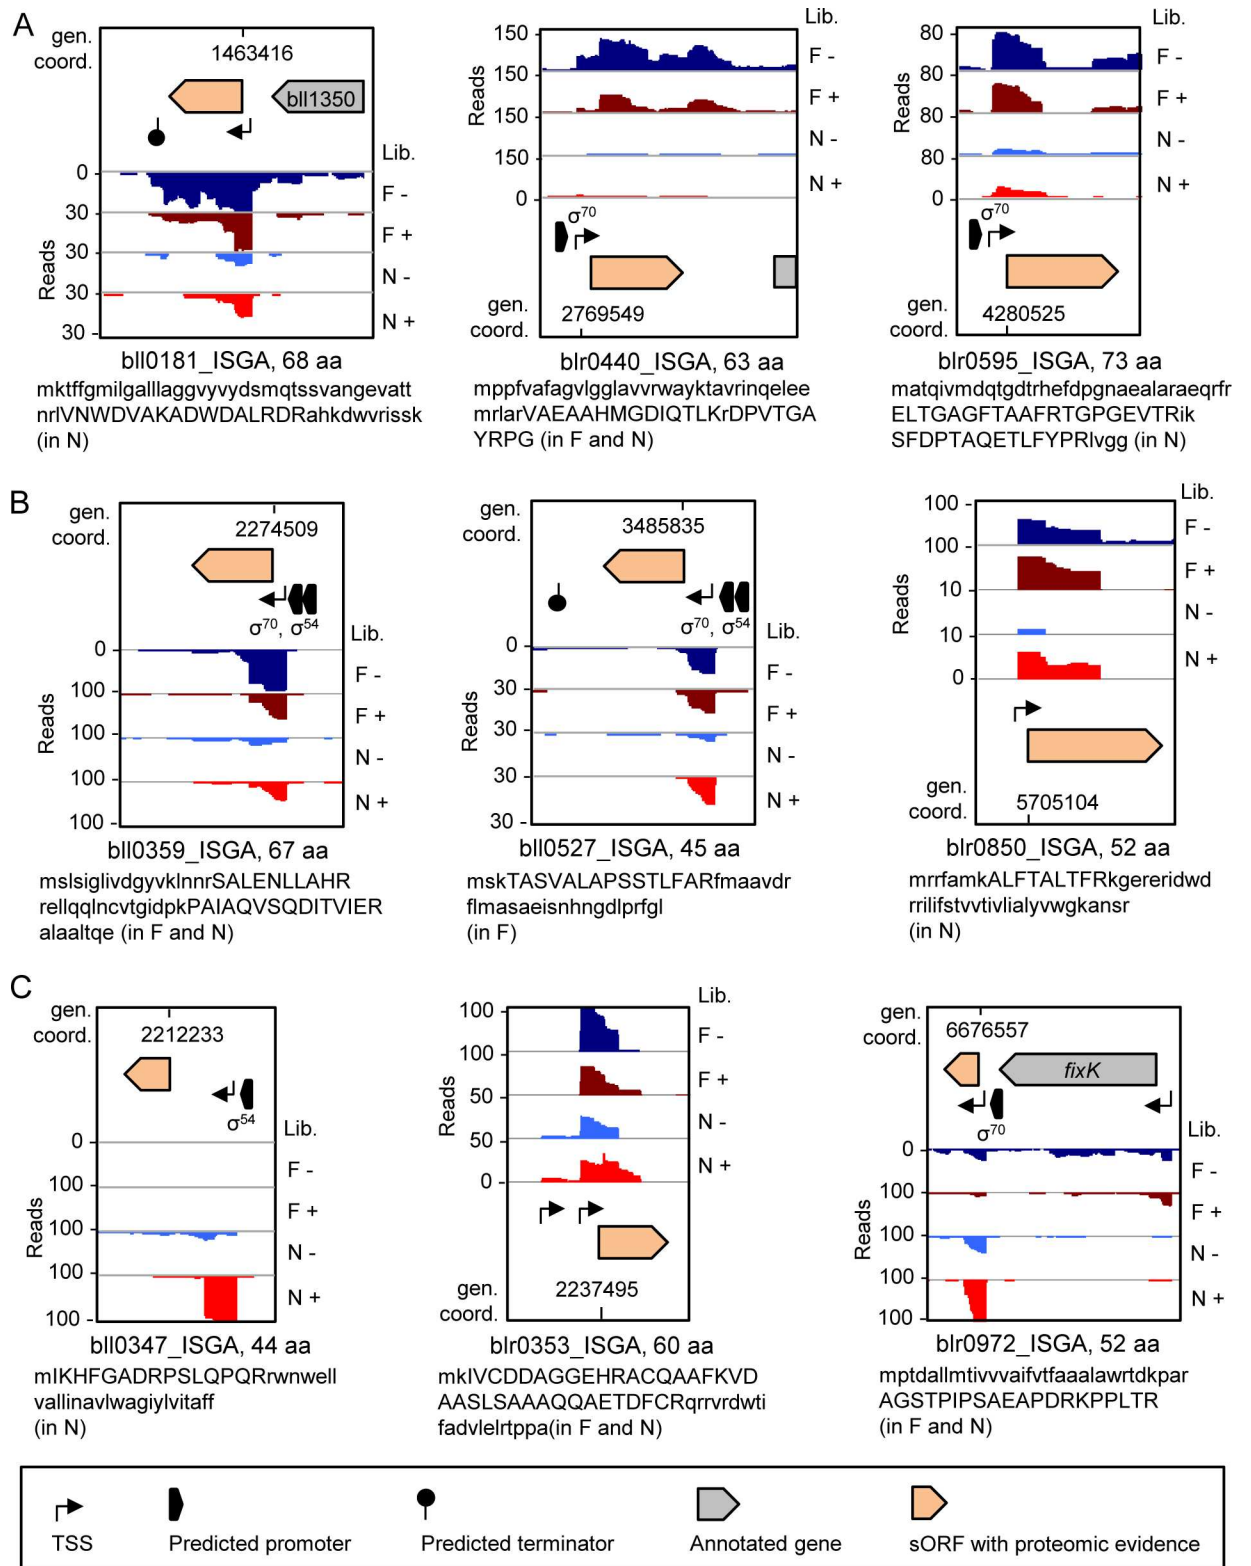 A
gen.
coord.
1463416
bll1350
Lib.
0
F -
30
F +
30
N -
30
N +
30 -
Reads
bll0181_ISGA, 68 aa
mktffgmilgalllaggvyvydsmqtssvangevatt
nrlVNWDVAKADWDALRDRahkdwvrissk
(in N)
Lib.
150
F -
150
F +
150
N -
150
N +
0
Reads
σ70
gen.
coord.
2769549
blr0440_ISGA, 63 aa
mppfvafagvlgglavvrwayktavrinqelee
mrlarVAEAAHMGDIQTLKrDPVTGA
YRPG (in F and N)
Lib.
80
F -
80
F +
80
N -
80
N +
0
Reads
σ70
gen.
coord.
4280525
blr0595_ISGA, 73 aa
matqivmdqtgdtrhefdpgnaealaraeqrfr
ELTGAGFTAAFRTGPGEVTRik
SFDPTAQETLFYPRlvgg (in N)
B
gen.
coord.
2274509
σ70, σ54
Lib.
0
F -
100
F +
100
N -
100
N +
100 -
Reads
bll0359_ISGA, 67 aa
mslsiglivdgyvklnnrSALENLLAHR
rellqqlncvtgidpkPAIAQVSQDITVIER
alaaltqe (in F and N)
gen.
coord.
3485835
σ70, σ54
Lib.
0
F -
30
F +
30
N -
30
N +
30 -
Reads
bll0527_ISGA, 45 aa
mskTASVALAPSSTLFARfmaavdr
flmasaeisnhngdlprfgl
(in F)
Lib.
100
F -
100
F +
10
N -
10
N +
0
Reads
gen.
coord.
5705104
blr0850_ISGA, 52 aa
mrrfamkALFTALTFRkgereridwd
rrilifstvvtivlialyvwgkansr
(in N)
C
gen.
coord.
2212233
σ54
Lib.
0
F -
100
F +
100
N -
100
N +
100
Reads
bll0347_ISGA, 44 aa
mIKHFGADRPSLQPQRrwnwell
vallinavlwagiylvitaff
(in N)
Lib.
100
F -
100
F +
50
N -
50
N +
0
Reads
gen.
coord.
2237495
blr0353_ISGA, 60 aa
mkIVCDDAGGEHRACQAAFKVD
AASLSAAAQQAETDFCRqrrvrdwti
fadvlelrtppa(in F and N)
gen.
coord.
6676557
fixK
σ70
Lib.
0
F -
100
F +
100
N -
100
N +
100
Reads
blr0972_ISGA, 52 aa
mptdallmtivvvaifvtfaaalawrtdkpar
AGSTPIPSAEAPDRKPPLTR
(in F and N)
TSS
Predicted promoter
Predicted terminator
Annotated gene
sORF with proteomic evidence